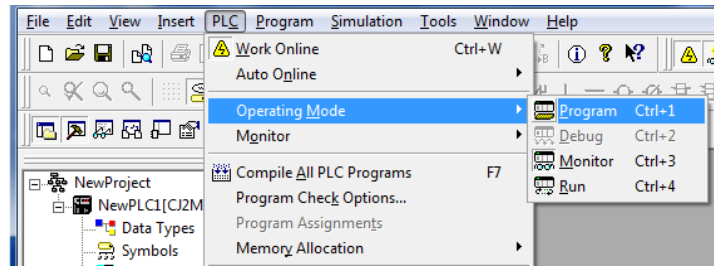 File Edit View Insert PLC Program Simulation Tools Window Help
Work Online Ctrl+W
Auto Online
Operating Mode
Monitor
Compile All PLC Programs F7
Program Check Options...
Program Assignments
Memory Allocation
Program Ctrl+1
Debug Ctrl+2
Monitor Ctrl+3
Run Ctrl+4
NewProject
NewPLC1[CJ2M
Data Types
Symbols